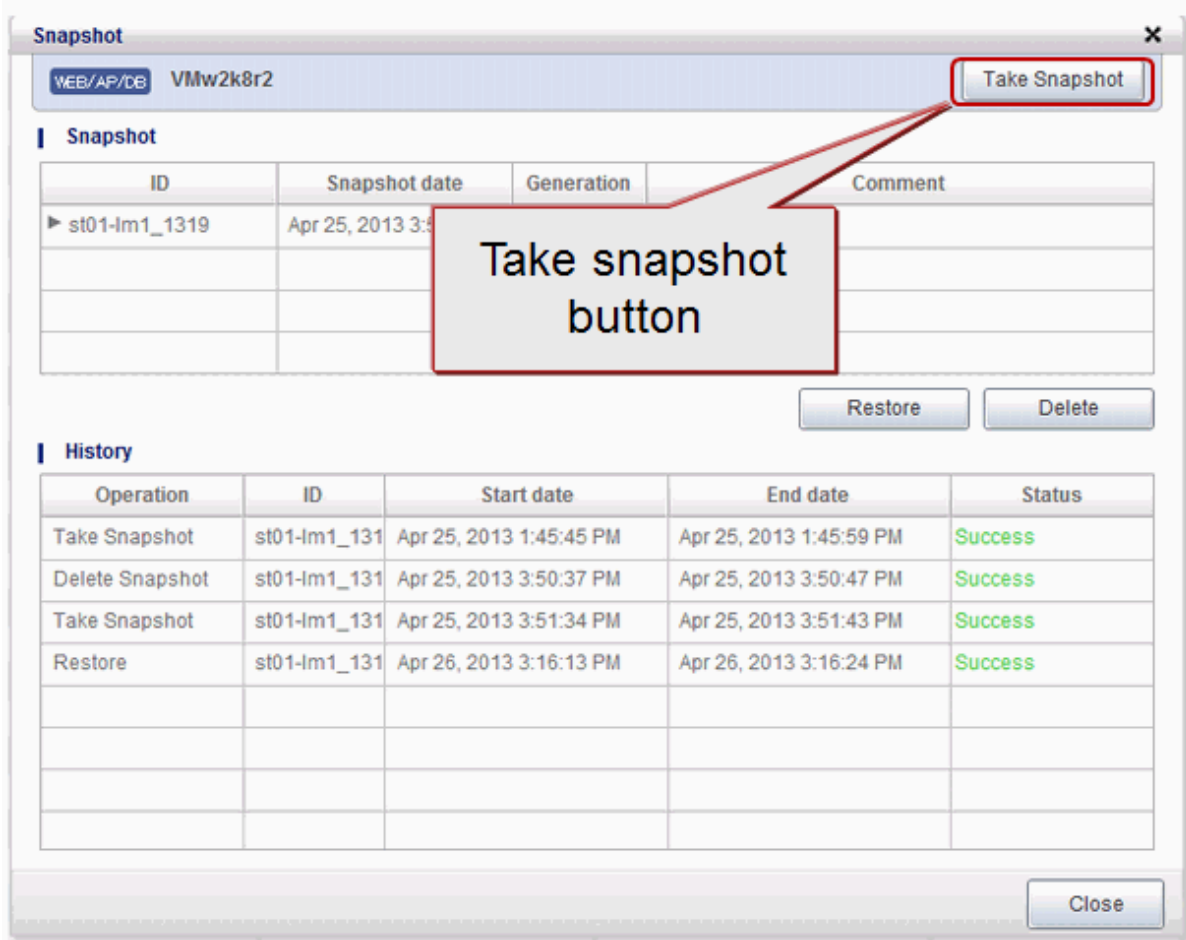 Snapshot
WEB/AP/DB VMw2k8r2 Take Snapshot
Snapshot
ID Snapshot date Generation Comment
st01-lm1_1319 Apr 25, 2013
Take snapshot
button
Restore Delete
History
Operation ID Start date End date Status
Take Snapshot st01-lm1_131 Apr 25, 2013 1:45:45 PM Apr 25, 2013 1:45:59 PM Success
Delete Snapshot st01-lm1_131 Apr 25, 2013 3:50:37 PM Apr 25, 2013 3:50:47 PM Success
Take Snapshot st01-lm1_131 Apr 25, 2013 3:51:34 PM Apr 25, 2013 3:51:43 PM Success
Restore st01-lm1_131 Apr 26, 2013 3:16:13 PM Apr 26, 2013 3:16:24 PM Success
Close